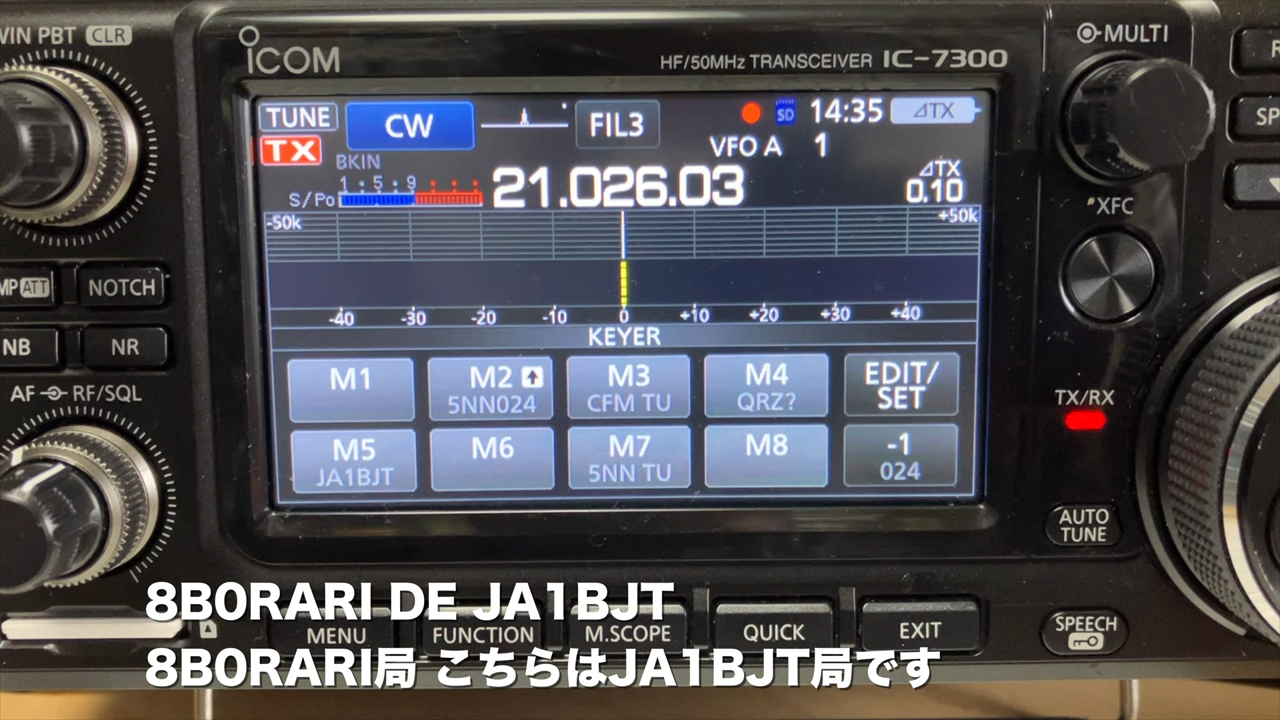 WIN PBT CLR
ICOM
HF/50MHz TRANSCEIVER IC-7300
MULTI
TUNE
CW
FIL3
SD
14:35
⊿TX
TX
BKIN
VFO A 1
S/Po
1 5 9
21.026.03
⊿TX
0.10
-50k
+50k
XFC
MP ATT
NOTCH
-40 -30 -20 -10 0 +10 +20 +30 +40
KEYER
NB
NR
M1
M2
5NN024
M3
CFM TU
M4
QRZ?
EDIT/
SET
AF RF/SQL
TX/RX
M5
JA1BJT
M6
M7
5NN TU
M8
-1
024
AUTO
TUNE
8B0RARI DE JA1BJT
MENU
FUNCTION
M.SCOPE
QUICK
EXIT
SPEECH
8B0RARI局 こちらはJA1BJT局です